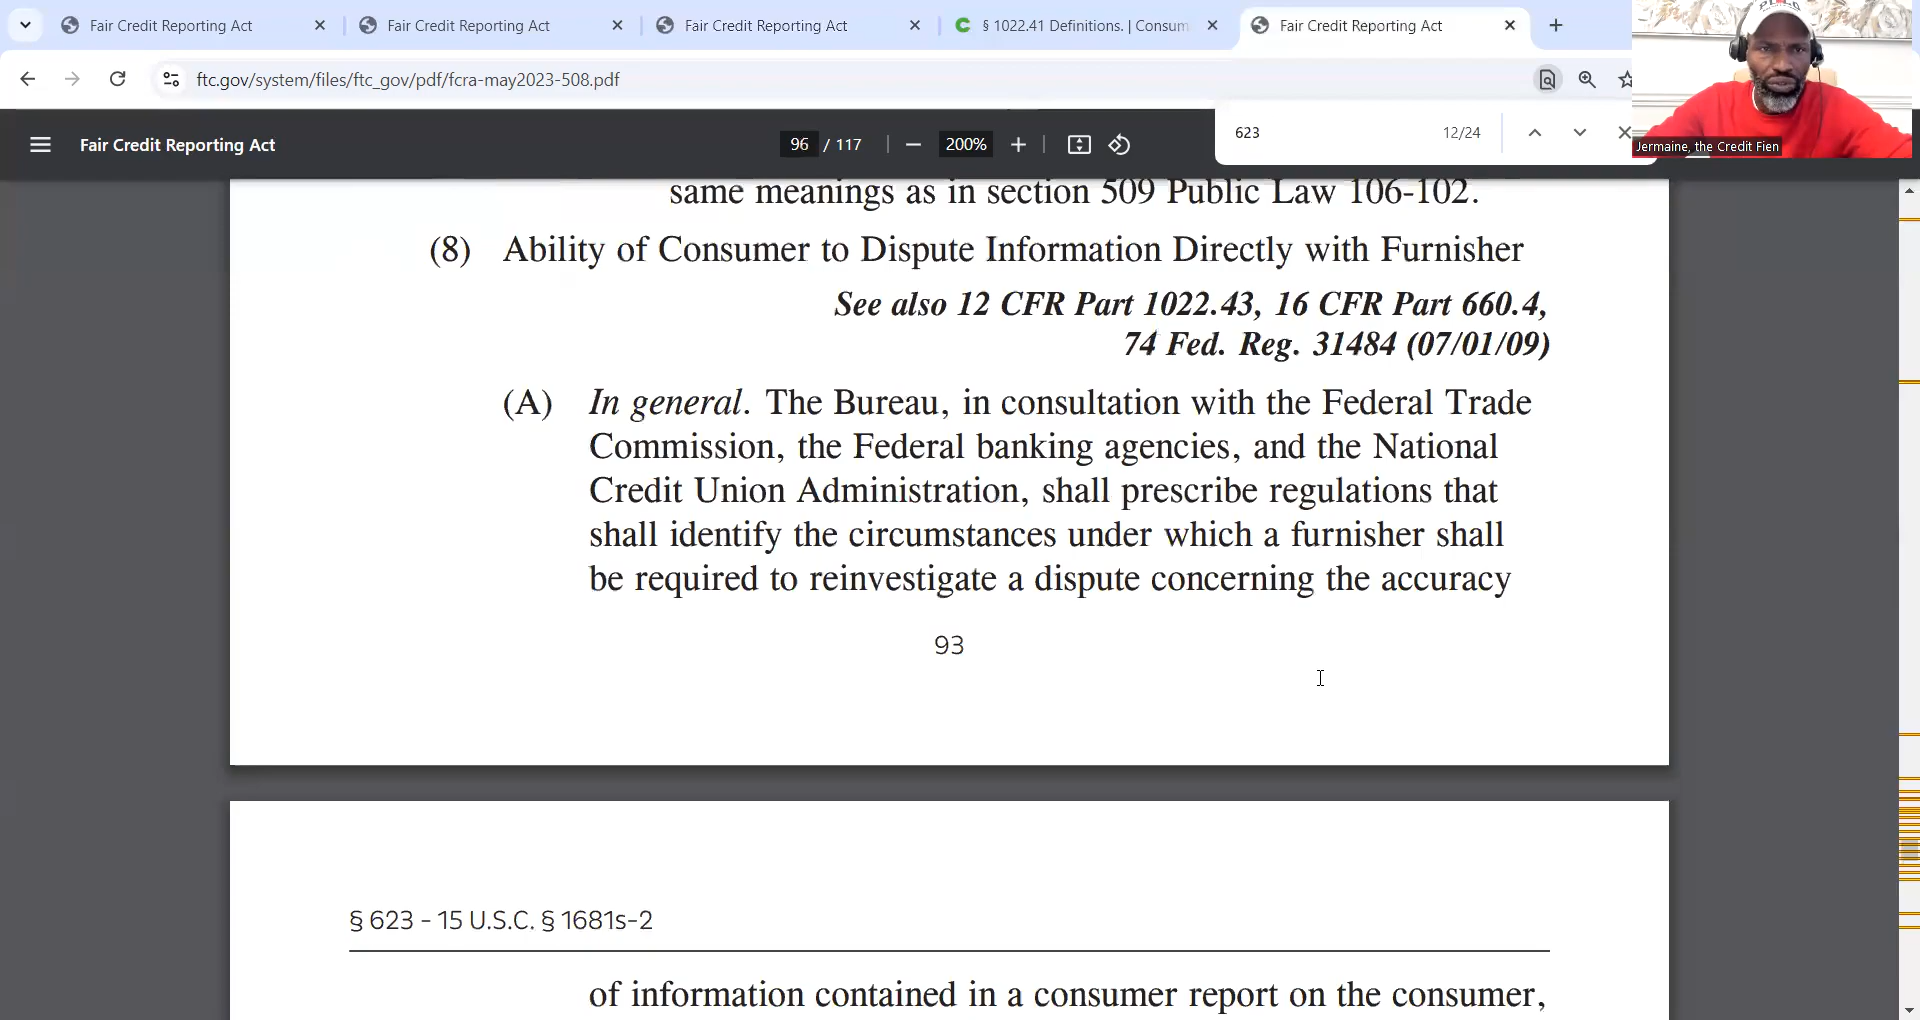 Fair Credit Reporting Act
Fair Credit Reporting Act
Fair Credit Reporting Act
§ 1022.41 Definitions. | Consum
Fair Credit Reporting Act
ftc.gov/system/files/ftc_gov/pdf/fcra-may2023-508.pdf
Fair Credit Reporting Act
96 / 117
200%
623
12/24
Jermaine, the Credit Fien
same meanings as in section 509 Public Law 106-102.
(8) Ability of Consumer to Dispute Information Directly with Furnisher
See also 12 CFR Part 1022.43, 16 CFR Part 660.4,
74 Fed. Reg. 31484 (07/01/09)
(A) In general. The Bureau, in consultation with the Federal Trade
Commission, the Federal banking agencies, and the National
Credit Union Administration, shall prescribe regulations that
shall identify the circumstances under which a furnisher shall
be required to reinvestigate a dispute concerning the accuracy
93
§ 623 - 15 U.S.C. § 1681s-2
of information contained in a consumer report on the consumer,